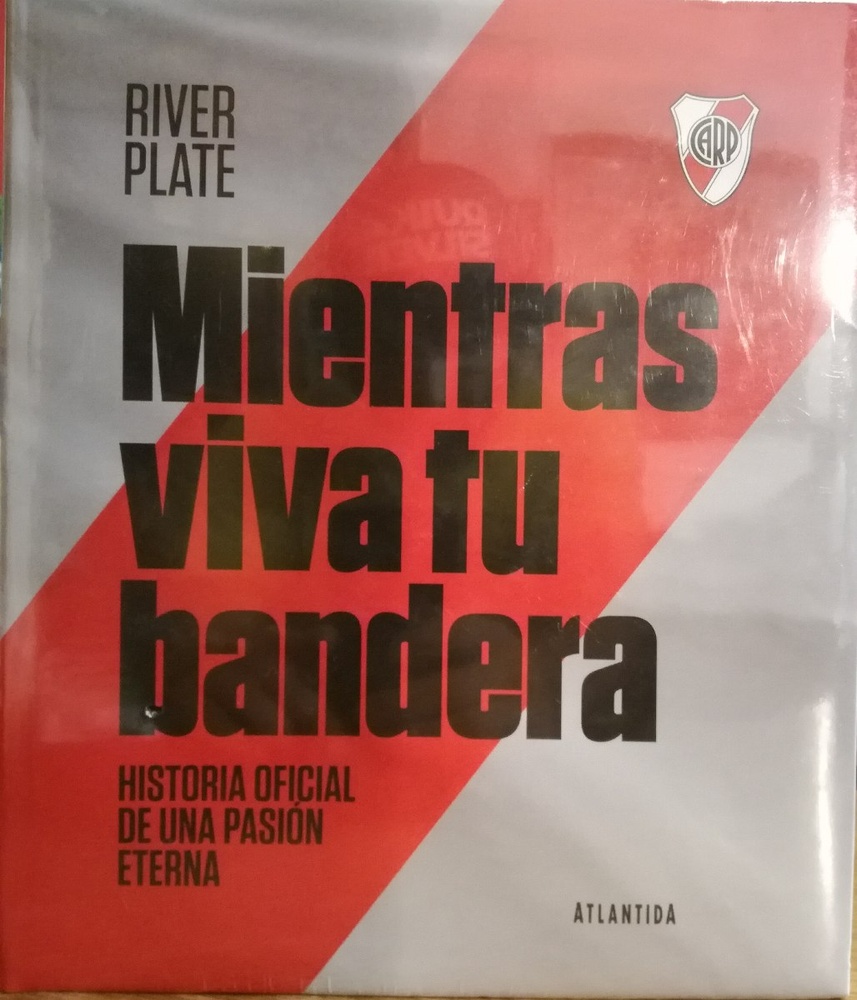 RIVER
PLATE
CARP
Mientras
viva tu
bandera
HISTORIA OFICIAL
DE UNA PASIÓN
ETERNA
ATLANTIDA